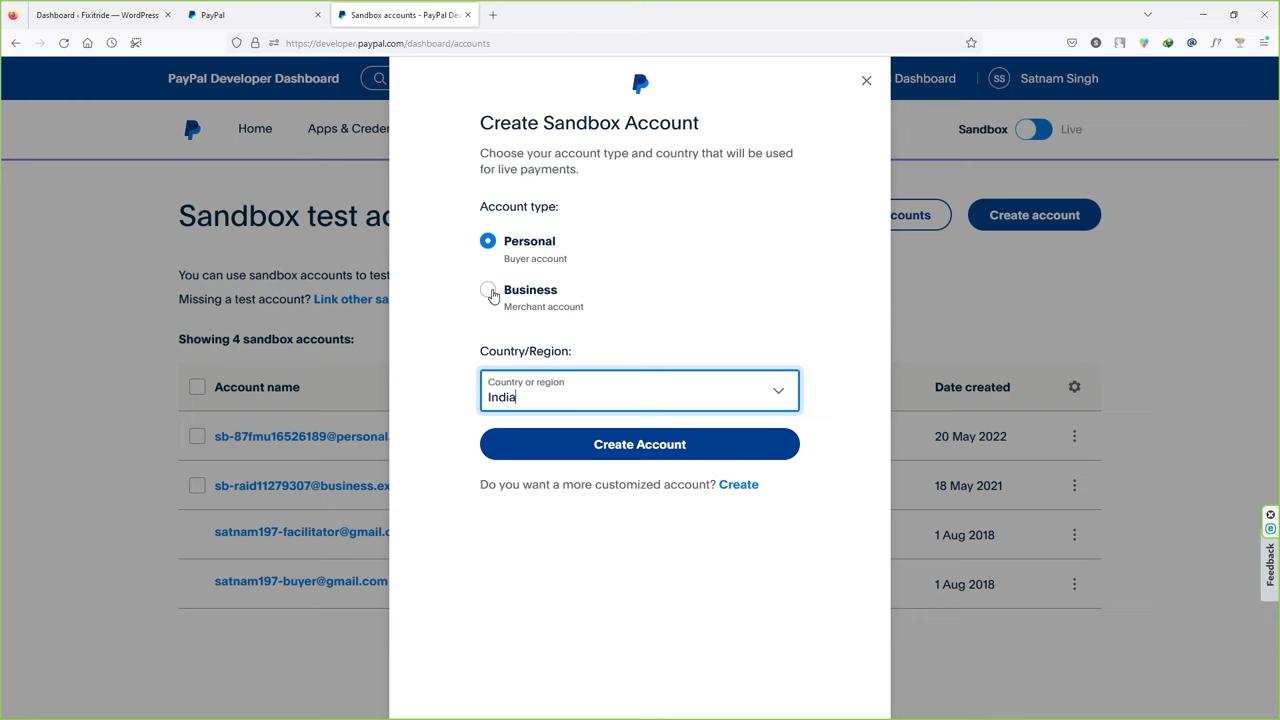 Dashboard ‹ Fixitride — WordPress
PayPal
Sandbox accounts - PayPal Dev
https://developer.paypal.com/dashboard/accounts
PayPal Developer Dashboard
Dashboard
SS
Satnam Singh
Home
Apps & Creden
Sandbox
Live
Create Sandbox Account
Choose your account type and country that will be used
for live payments.
Account type:
Personal
Buyer account
Business
Merchant account
Country/Region:
Country or region
India
Create Account
Do you want a more customized account? Create
Sandbox test ac
counts
Create account
You can use sandbox accounts to test
Missing a test account? Link other sa
Showing 4 sandbox accounts:
Account name
Date created
sb-87fmu16526189@personal.
20 May 2022
sb-raid11279307@business.ex
18 May 2021
satnam197-facilitator@gmail.c
1 Aug 2018
satnam197-buyer@gmail.com
1 Aug 2018
Feedback